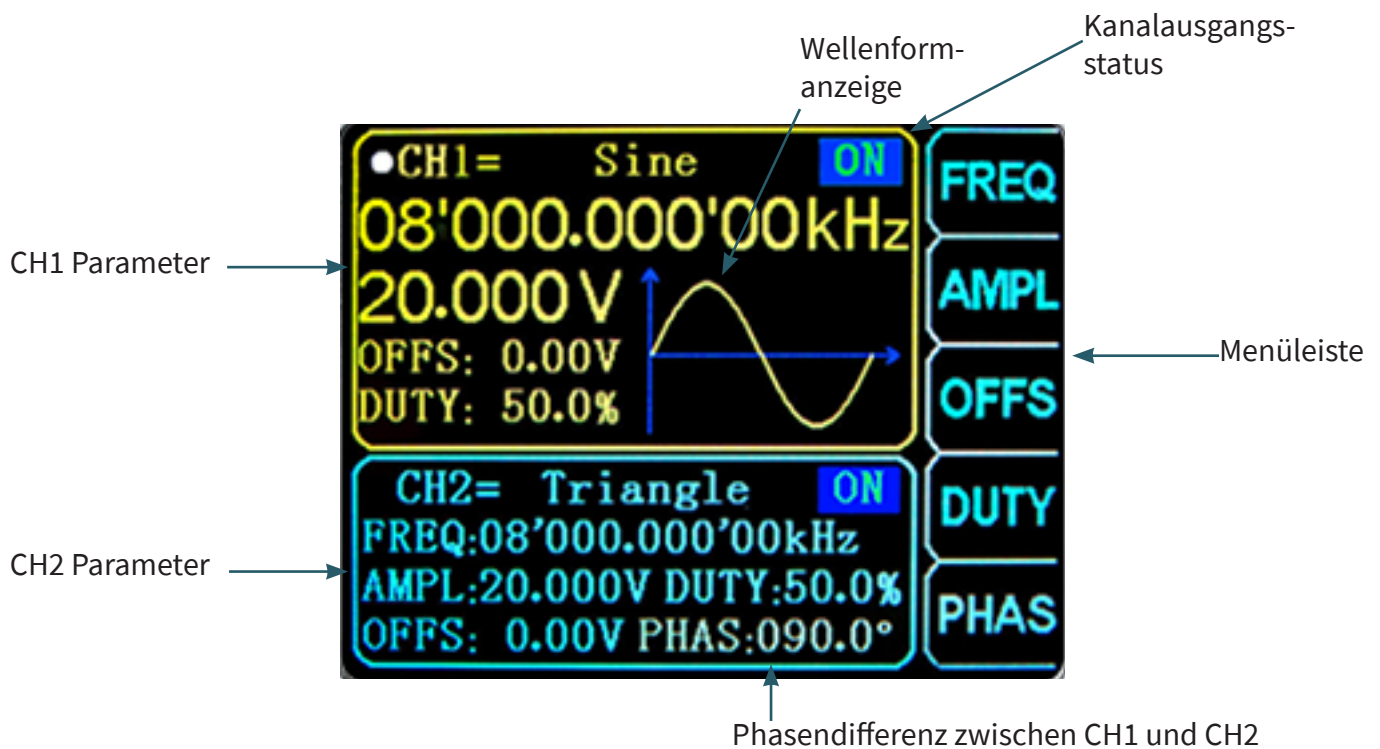 Kanalausgangs-
status
Wellenform-
anzeige
CH1 Parameter
CH1= Sine ON
08'000.000'00kHz
20.000V
OFFS: 0.00V
DUTY: 50.0%
CH2 Parameter
CH2= Triangle ON
FREQ:08'000.000'00kHz
AMPL:20.000V DUTY:50.0%
OFFS: 0.00V PHAS:090.0°
FREQ
AMPL
OFFS
DUTY
PHAS
Menüleiste
Phasendifferenz zwischen CH1 und CH2